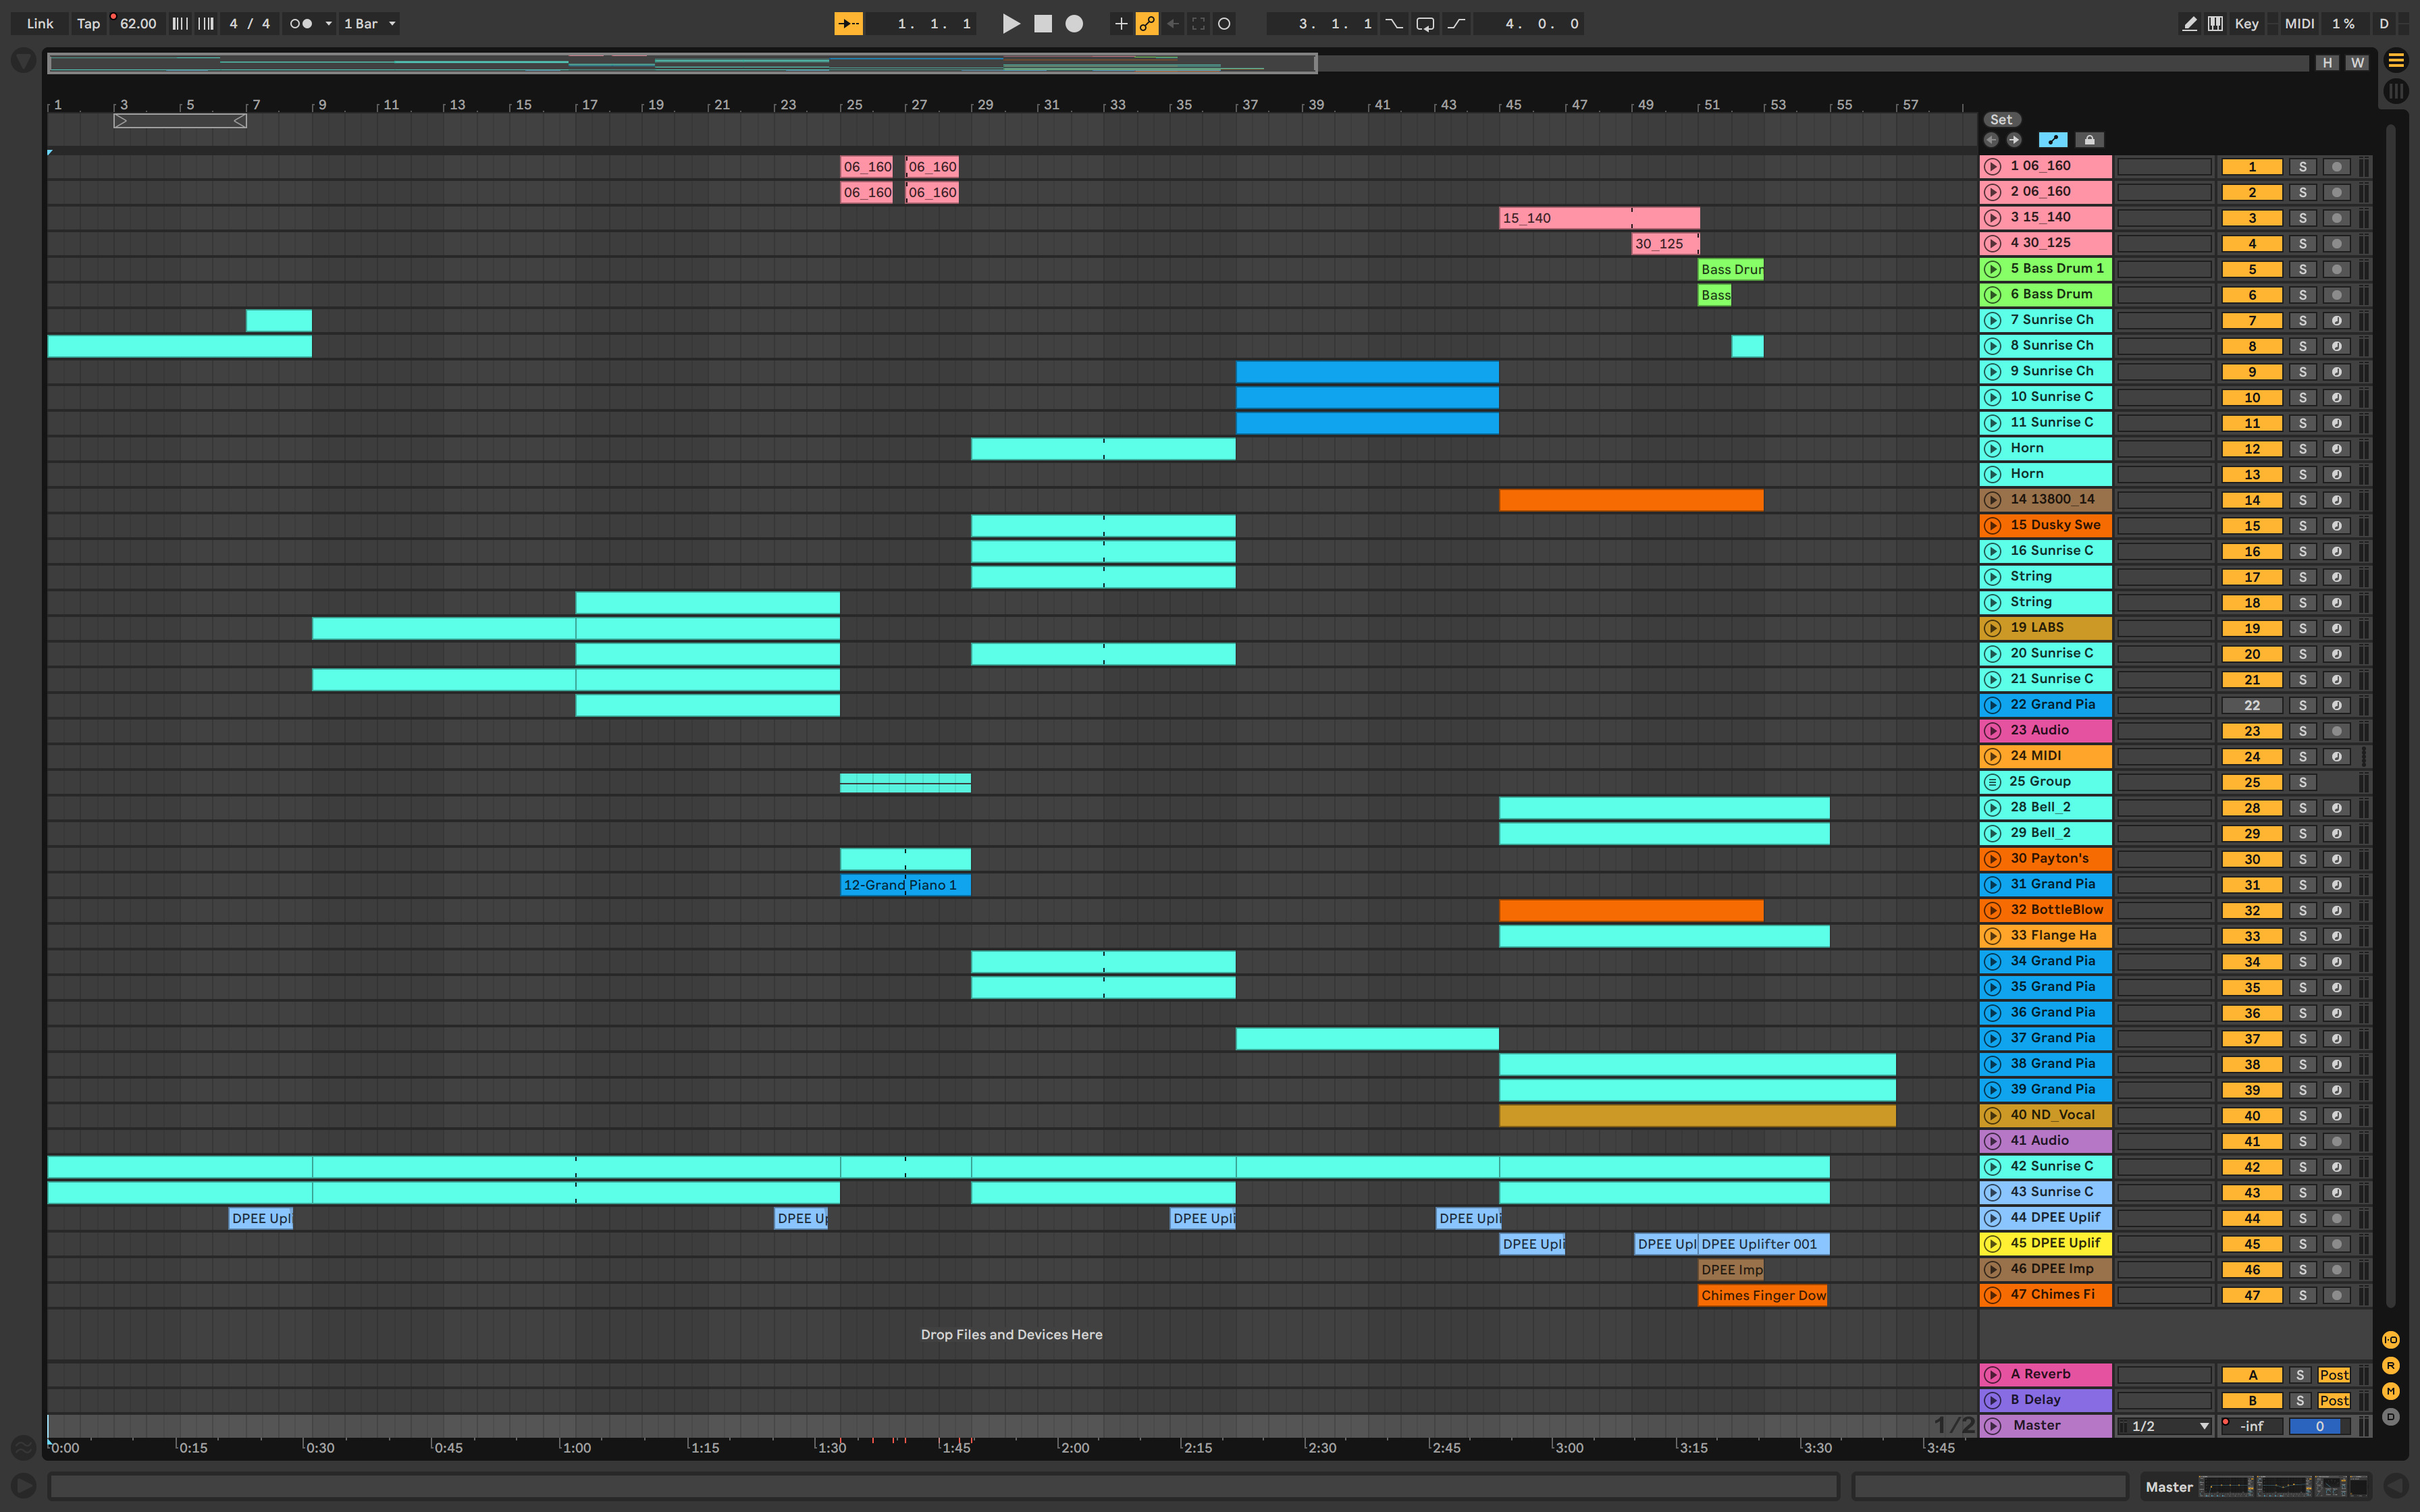 Link Tap 62.00 4 / 4 1 Bar 1. 1. 1 3. 1. 1 4. 0. 0 Key MIDI 1 % D
H W
1 3 5 7 9 11 13 15 17 19 21 23 25 27 29 31 33 35 37 39 41 43 45 47 49 51 53 55 57
Set
06_160 06_160 1 06_160 1 S
06_160 06_160 2 06_160 2 S
15_140 3 15_140 3 S
30_125 4 30_125 4 S
Bass Drur 5 Bass Drum 1 5 S
Bass 6 Bass Drum 6 S
7 Sunrise Ch 7 S
8 Sunrise Ch 8 S
9 Sunrise Ch 9 S
10 Sunrise C 10 S
11 Sunrise C 11 S
Horn 12 S
Horn 13 S
14 13800_14 14 S
15 Dusky Swe 15 S
16 Sunrise C 16 S
String 17 S
String 18 S
19 LABS 19 S
20 Sunrise C 20 S
21 Sunrise C 21 S
22 Grand Pia 22 S
23 Audio 23 S
24 MIDI 24 S
25 Group 25 S
28 Bell_2 28 S
29 Bell_2 29 S
30 Payton's 30 S
12-Grand Piano 1 31 Grand Pia 31 S
32 BottleBlow 32 S
33 Flange Ha 33 S
34 Grand Pia 34 S
35 Grand Pia 35 S
36 Grand Pia 36 S
37 Grand Pia 37 S
38 Grand Pia 38 S
39 Grand Pia 39 S
40 ND_Vocal 40 S
41 Audio 41 S
42 Sunrise C 42 S
43 Sunrise C 43 S
DPEE Upl DPEE Up DPEE Upli DPEE Upli 44 DPEE Uplif 44 S
DPEE Upli DPEE Upl DPEE Uplifter 001 45 DPEE Uplif 45 S
DPEE Imp 46 DPEE Imp 46 S
Chimes Finger Dow 47 Chimes Fi 47 S
Drop Files and Devices Here
I·O
A Reverb A S Post R
B Delay B S Post M
1/2 Master 1/2 -inf 0 D
0:00 0:15 0:30 0:45 1:00 1:15 1:30 1:45 2:00 2:15 2:30 2:45 3:00 3:15 3:30 3:45
Master